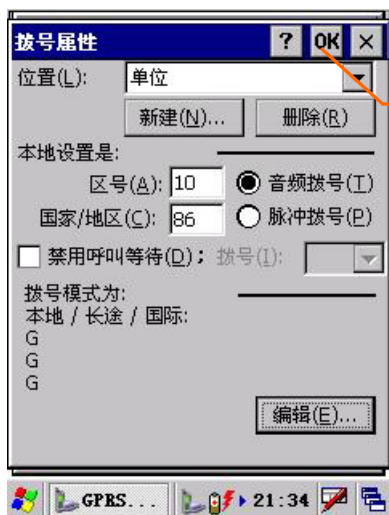 拨号属性 ? OK ×
位置(L): 单位
新建(N)... 删除(R)
本地设置是:
区号(A): 10 音频拨号(T)
国家/地区(C): 86 脉冲拨号(P)
禁用呼叫等待(D); 拨号(I):
拨号模式为:
本地 / 长途 / 国际:
G
G
G
编辑(E)...
GPRS... 21:34